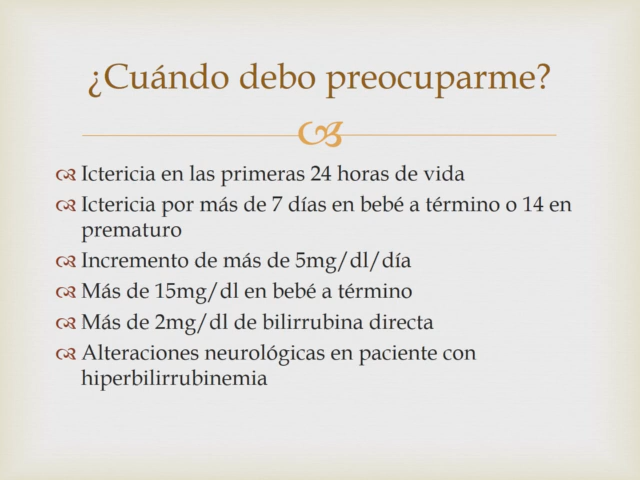 ¿Cuándo debo preocuparme?
Ictericia en las primeras 24 horas de vida
Ictericia por más de 7 días en bebé a término o 14 en
prematuro
Incremento de más de 5mg/dl/día
Más de 15mg/dl en bebé a término
Más de 2mg/dl de bilirrubina directa
Alteraciones neurológicas en paciente con
hiperbilirrubinemia